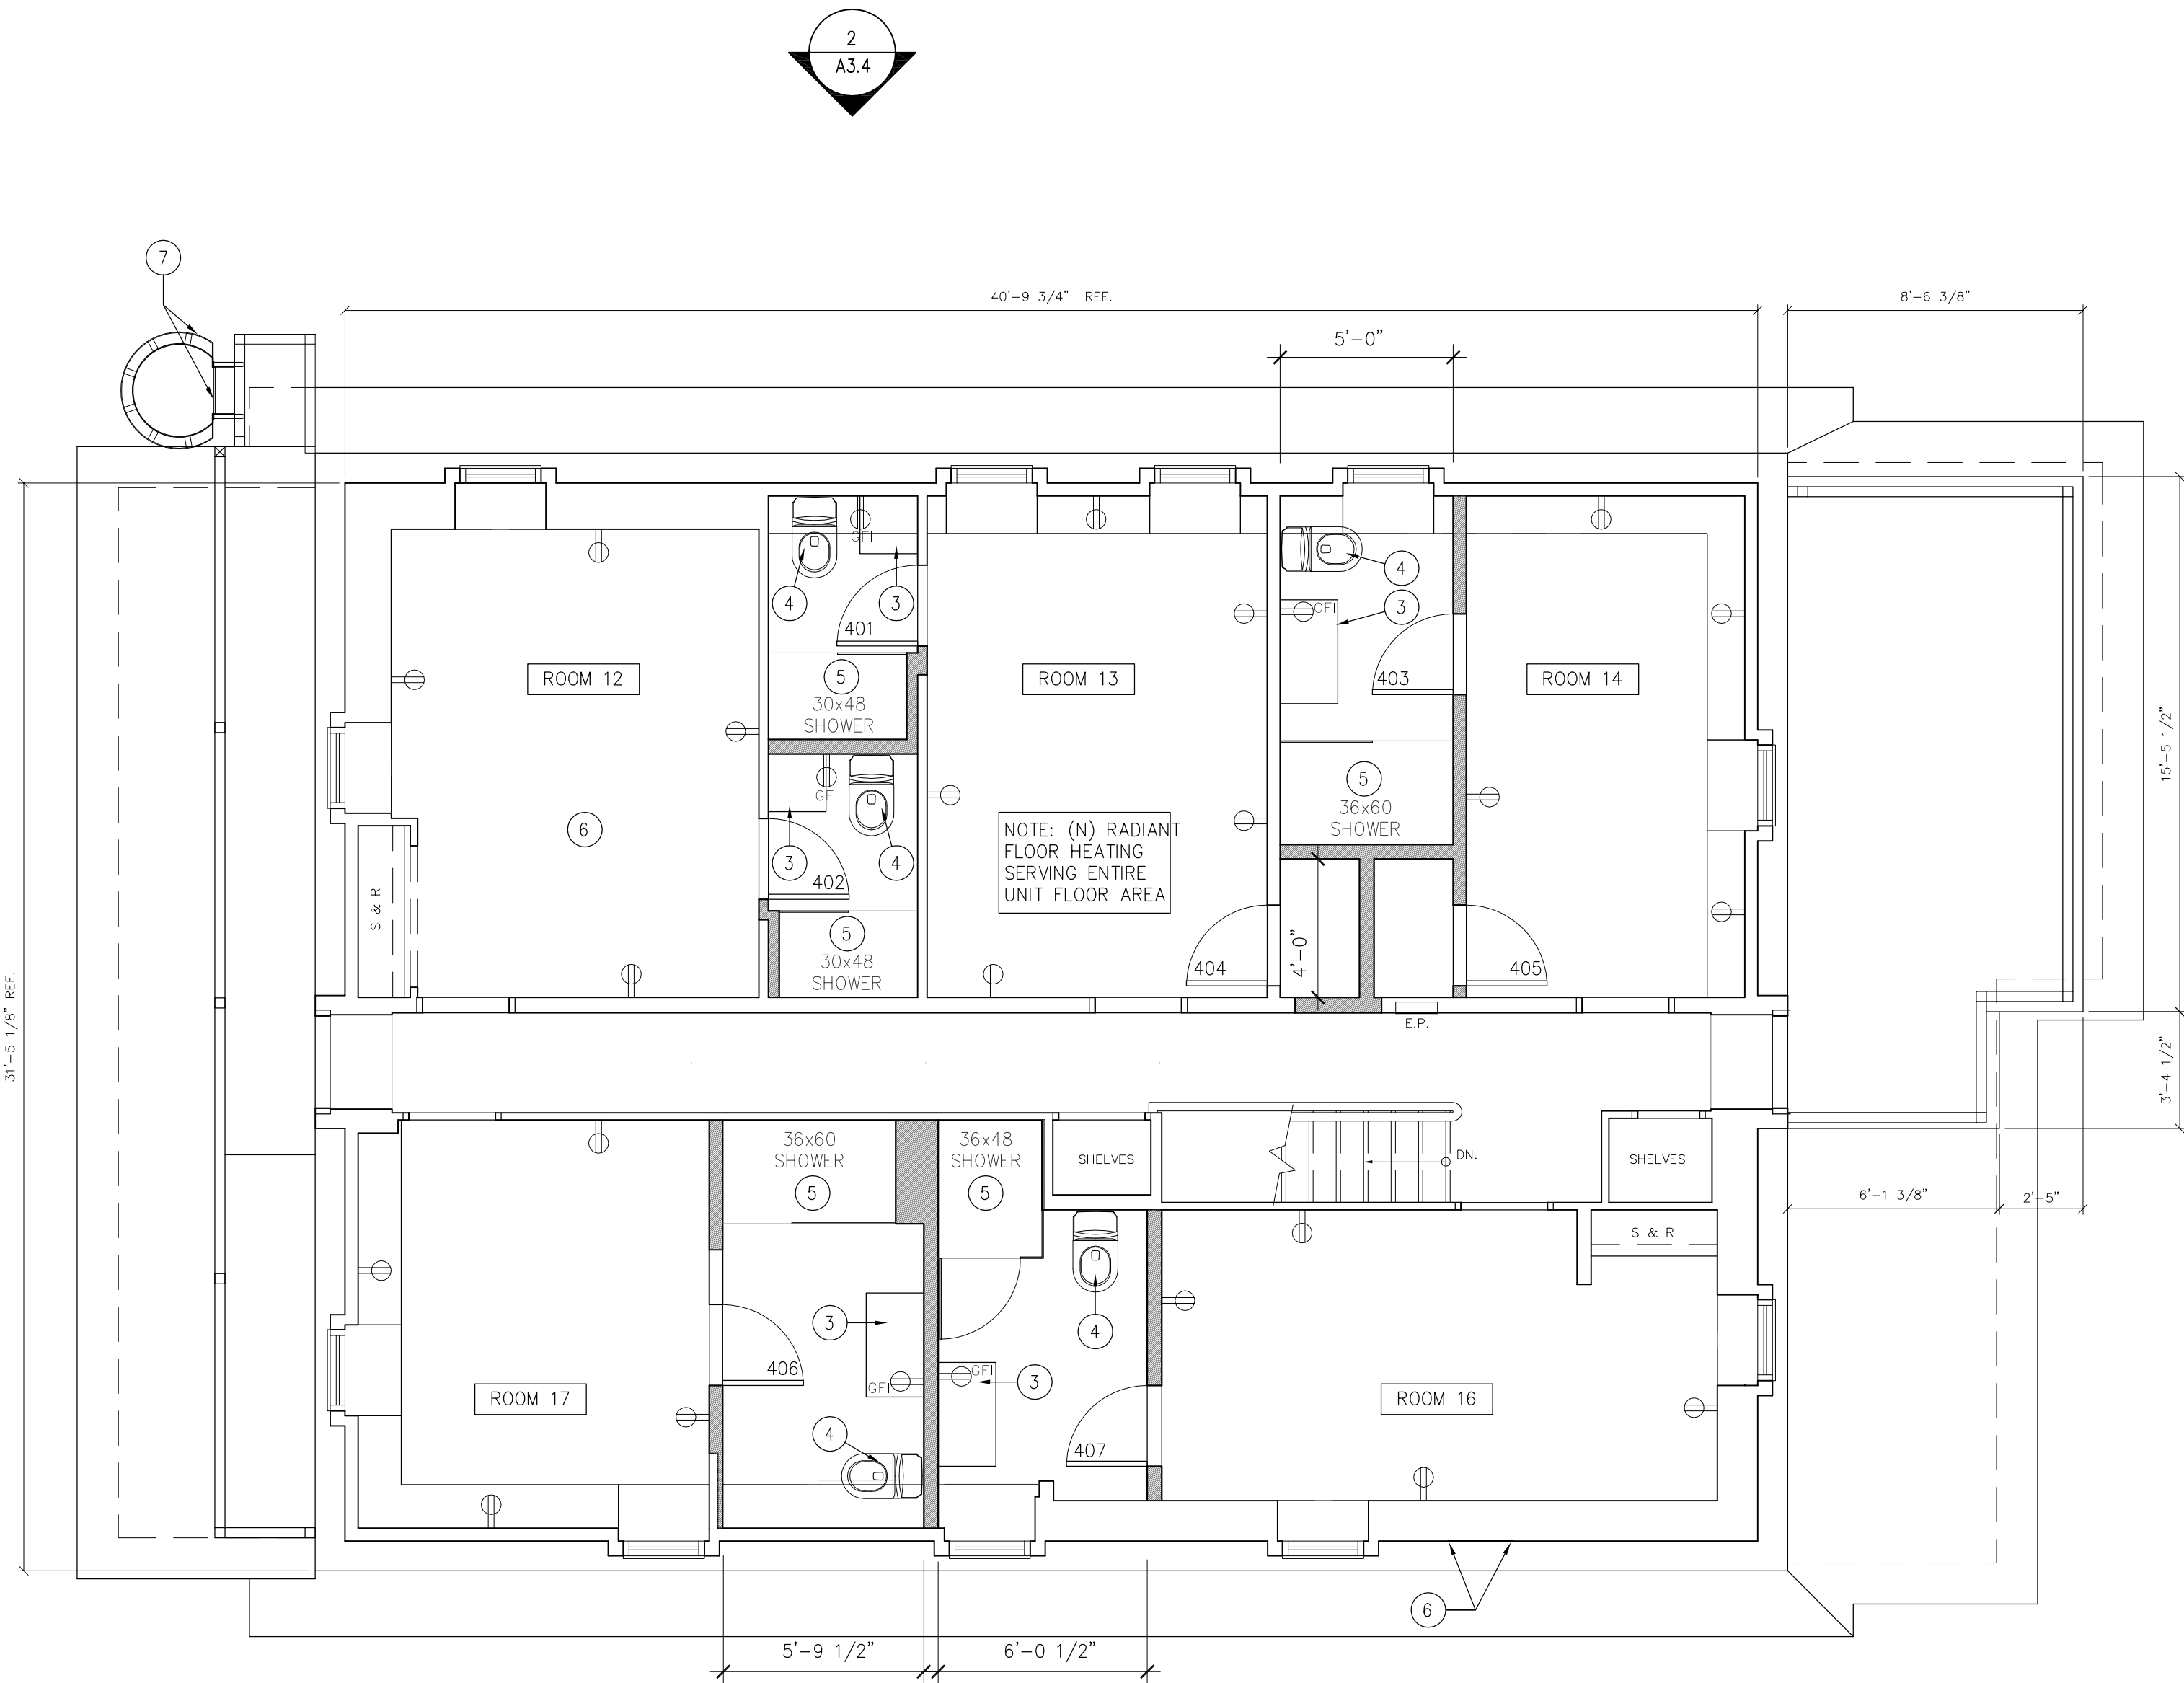 2
A3.4
7
40'-9 3/4" REF.
8'-6 3/8"
5'-0"
GFI
4
3
401
4
3
GFI
403
ROOM 12
5
30x48
SHOWER
ROOM 13
ROOM 14
15'-5 1/2"
GFI
6
3
4
402
5
36x60
SHOWER
NOTE: (N) RADIANT
FLOOR HEATING
SERVING ENTIRE
UNIT FLOOR AREA
S & R
5
30x48
SHOWER
404
4'-0"
405
E.P.
31'-5 1/8" REF.
3'-4 1/2"
36x60
SHOWER
5
36x48
SHOWER
5
SHELVES
DN.
SHELVES
6'-1 3/8"
2'-5"
S & R
3
4
406
GFI
GFI
3
ROOM 17
ROOM 16
4
407
6
5'-9 1/2"
6'-0 1/2"